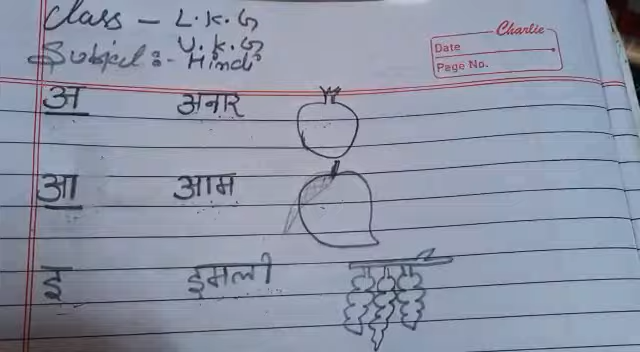 Class - L.K.G
U.K.G
Subject :- Hindi
Charlie
Date
Page No.
अ अनार
आ आम
इ इमली